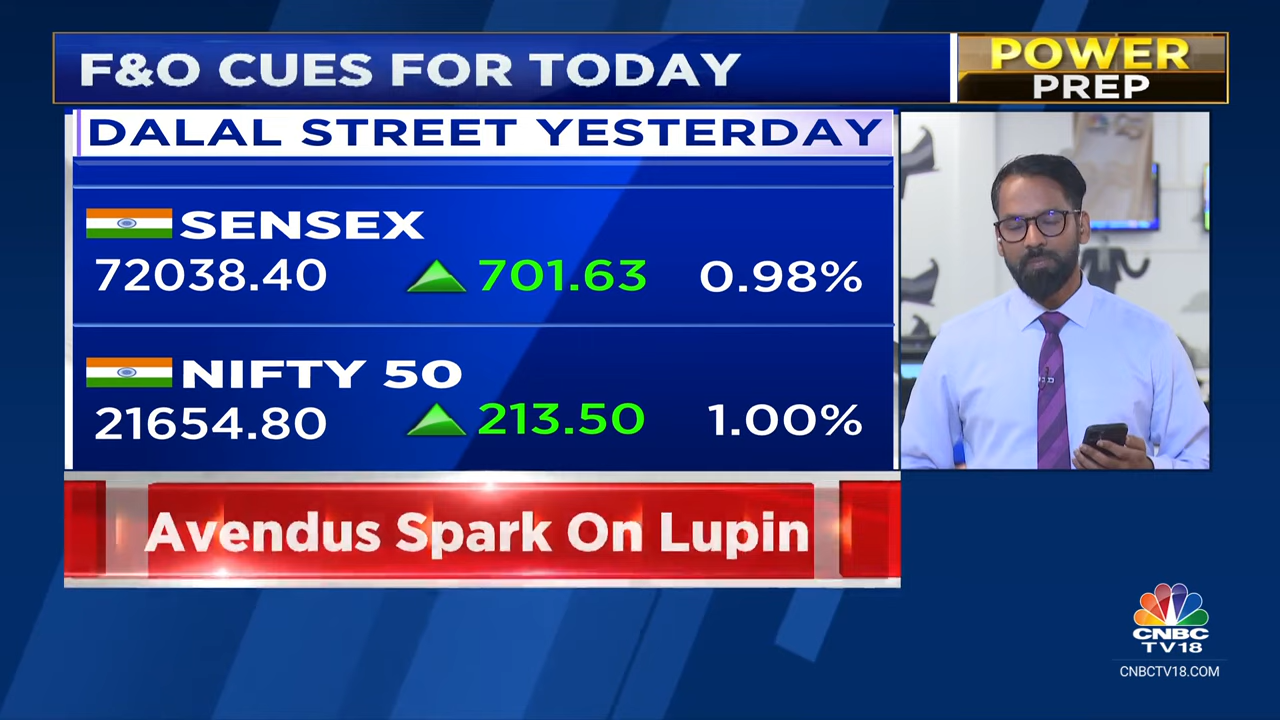 F&O CUES FOR TODAY
POWER
PREP
DALAL STREET YESTERDAY
SENSEX
72038.40 701.63 0.98%
NIFTY 50
21654.80 213.50 1.00%
Avendus Spark On Lupin
CNBC
TV18
CNBCTV18.COM